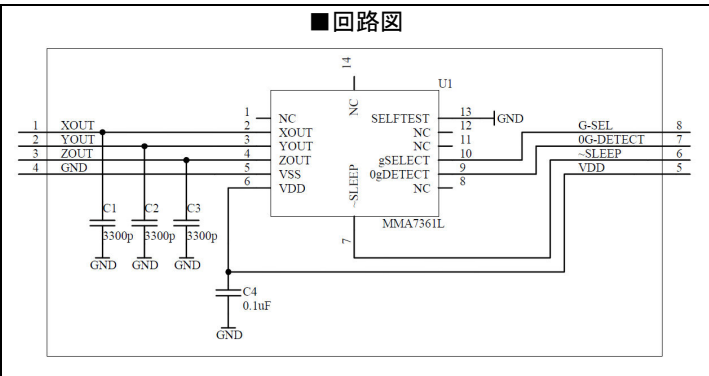 ■回路図
14
U1
NC
1
NC
SELFTEST
13
GND
1
XOUT
2
XOUT
NC
12
G-SEL
8
2
YOUT
3
YOUT
NC
11
0G-DETECT
7
3
ZOUT
4
ZOUT
gSELECT
10
~SLEEP
6
4
GND
5
VSS
0gDETECT
9
VDD
5
6
VDD
NC
8
~SLEEP
C1
C2
C3
MMA7361L
3300p
3300p
3300p
7
GND
GND
GND
C4
0.1uF
GND